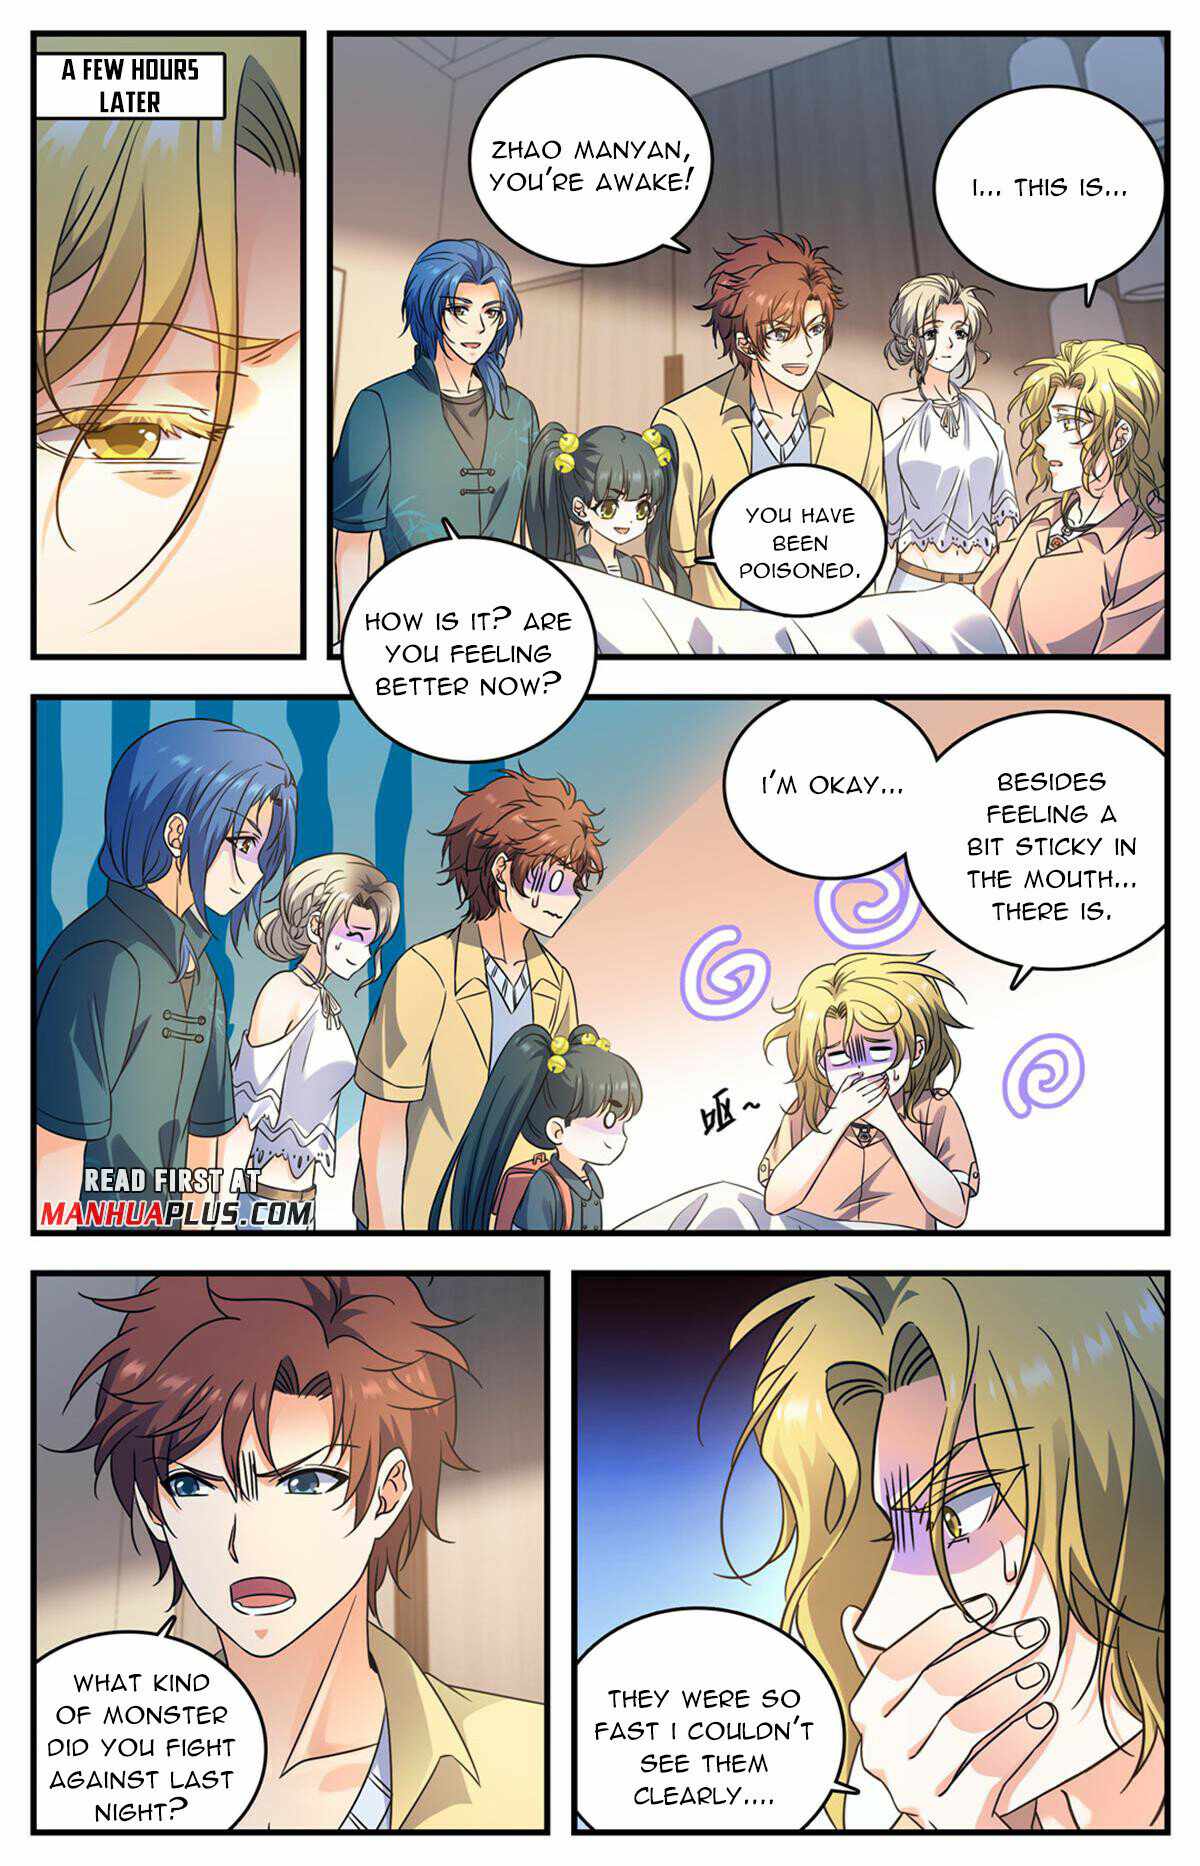 A FEW HOURS
LATER
ZHAO MANYAN,
YOU'RE AWAKE!
I... THIS IS...
YOU HAVE
BEEN
POISONED.
HOW IS IT? ARE
YOU FEELING
BETTER NOW?
I'M OKAY...
BESIDES
FEELING A
BIT STICKY IN
THE MOUTH...
THERE IS.
呕~
READ FIRST AT
MANHUAPLUS.COM
WHAT KIND
OF MONSTER
DID YOU FIGHT
AGAINST LAST
NIGHT?
THEY WERE SO
FAST I COULDN'T
SEE THEM
CLEARLY....